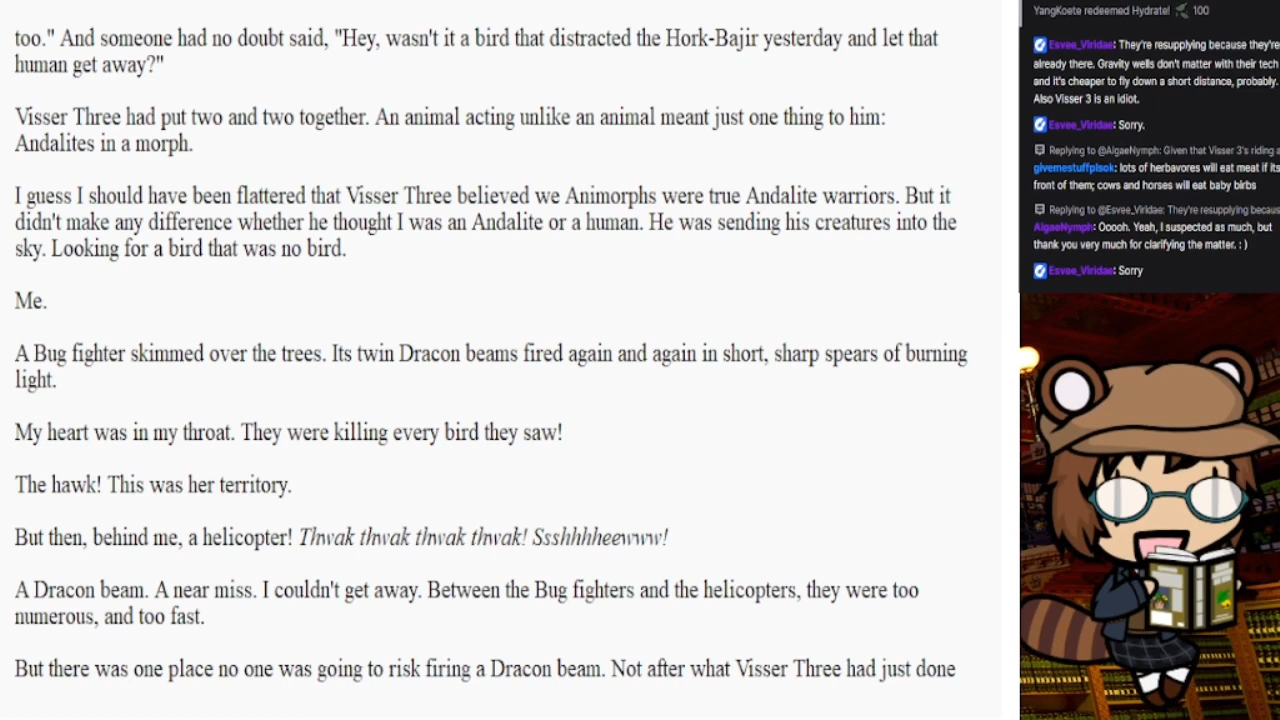 too." And someone had no doubt said, "Hey, wasn't it a bird that distracted the Hork-Bajir yesterday and let that
human get away?"
Visser Three had put two and two together. An animal acting unlike an animal meant just one thing to him:
Andalites in a morph.
I guess I should have been flattered that Visser Three believed we Animorphs were true Andalite warriors. But it
didn't make any difference whether he thought I was an Andalite or a human. He was sending his creatures into the
sky. Looking for a bird that was no bird.
Me.
A Bug fighter skimmed over the trees. Its twin Dracon beams fired again and again in short, sharp spears of burning
light.
My heart was in my throat. They were killing every bird they saw!
The hawk! This was her territory.
But then, behind me, a helicopter! Thwak thwak thwak thwak! Ssshhhheewww!
A Dracon beam. A near miss. I couldn't get away. Between the Bug fighters and the helicopters, they were too
numerous, and too fast.
But there was one place no one was going to risk firing a Dracon beam. Not after what Visser Three had just done
YangKoete redeemed Hydrate! 100
Esvee_Viridae: They're resupplying because they're
already there. Gravity wells don't matter with their tech
and it's cheaper to fly down a short distance, probably.
Also Visser 3 is an idiot.
Esvee_Viridae: Sorry.
Replying to @AlgaeNymph: Given that Visser 3's riding a
givemestuffplsok: lots of herbavores will eat meat if its
front of them; cows and horses will eat baby birbs
Replying to @Esvee_Viridae: They're resupplying becaus
AlgaeNymph: Ooooh. Yeah, I suspected as much, but
thank you very much for clarifying the matter. : )
Esvee_Viridae: Sorry